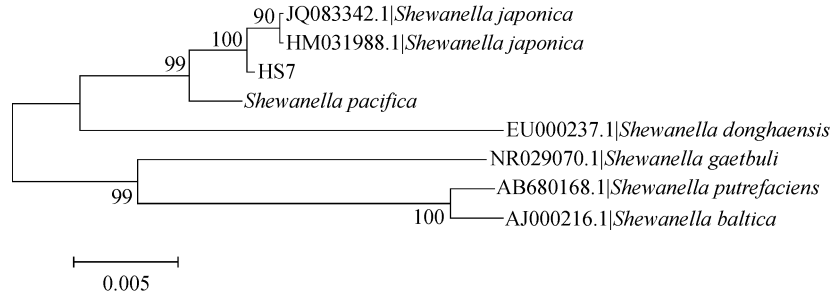 90
JQ083342.1|Shewanella japonica
100
HM031988.1|Shewanella japonica
99
HS7
Shewanella pacifica
EU000237.1|Shewanella donghaensis
NR029070.1|Shewanella gaetbuli
99
AB680168.1|Shewanella putrefaciens
100
AJ000216.1|Shewanella baltica
0.005